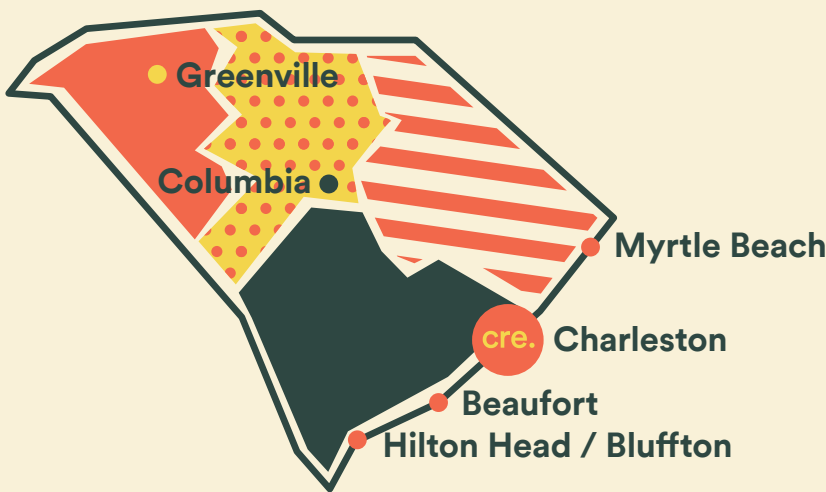 Greenville
Columbia
Myrtle Beach
cre.
Charleston
Beaufort
Hilton Head / Bluffton